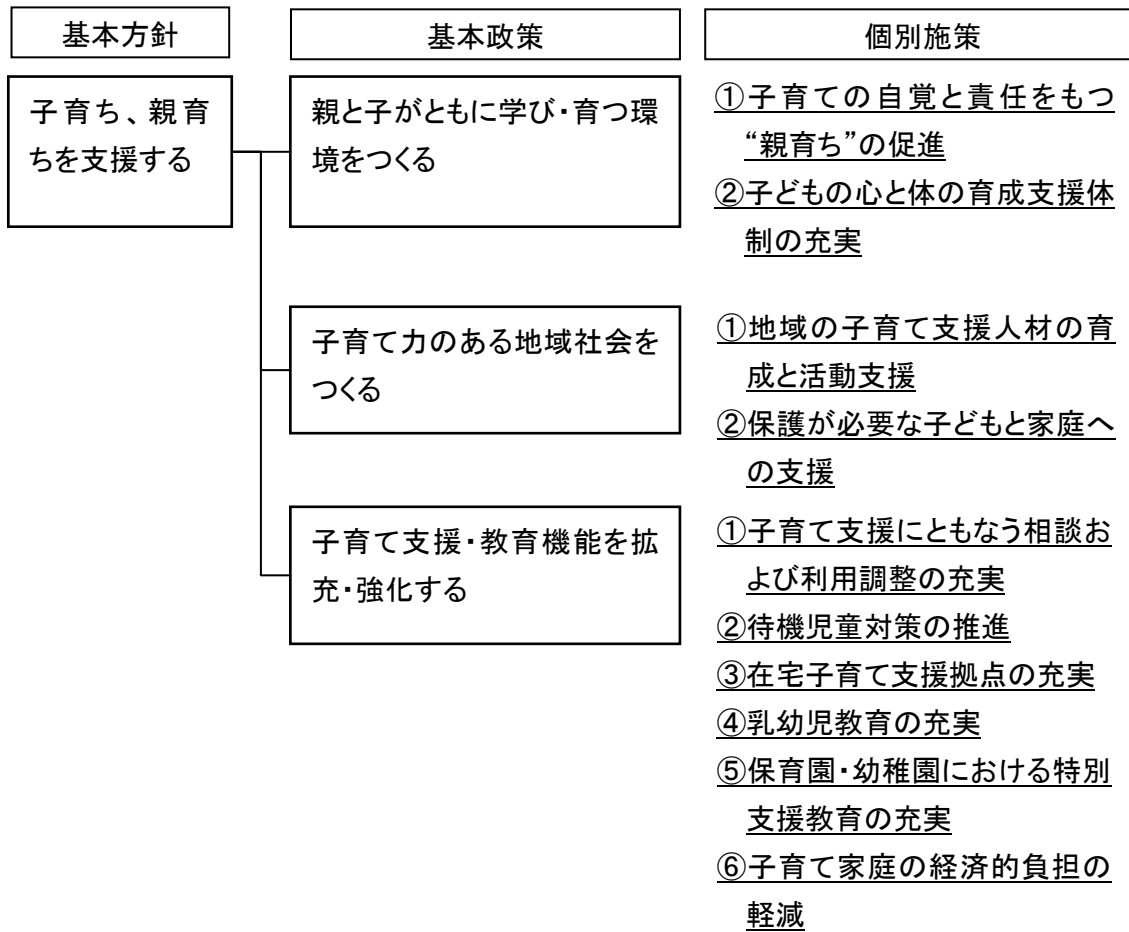 基本方針
基本政策
個別施策
子育ち、親育
ちを支援する
親と子がともに学び・育つ環
境をつくる
①子育ての自覚と責任をもつ
“親育ち”の促進
②子どもの心と体の育成支援体
制の充実
子育て力のある地域社会を
つくる
①地域の子育て支援人材の育
成と活動支援
②保護が必要な子どもと家庭へ
の支援
子育て支援・教育機能を拡
充・強化する
①子育て支援にともなう相談お
よび利用調整の充実
②待機児童対策の推進
③在宅子育て支援拠点の充実
④乳幼児教育の充実
⑤保育園・幼稚園における特別
支援教育の充実
⑥子育て家庭の経済的負担の
軽減